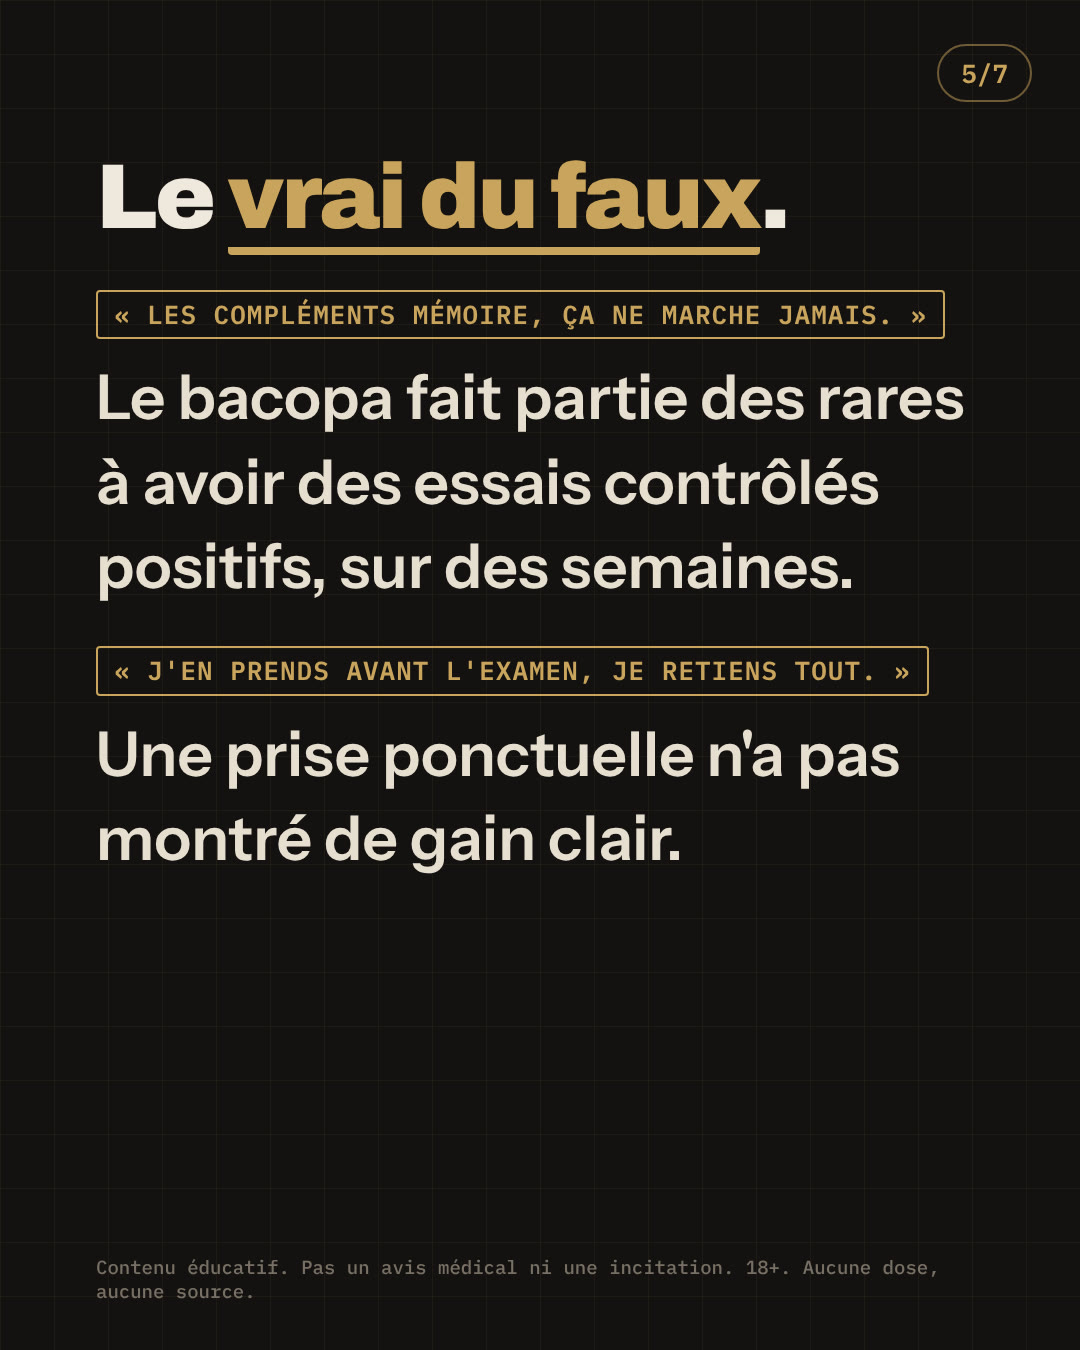 5/7
Le vrai du faux.
« LES COMPLÉMENTS MÉMOIRE, ÇA NE MARCHE JAMAIS. »
Le bacopa fait partie des rares
à avoir des essais contrôlés
positifs, sur des semaines.
« J'EN PRENDS AVANT L'EXAMEN, JE RETIENS TOUT. »
Une prise ponctuelle n'a pas
montré de gain clair.
Contenu éducatif. Pas un avis médical ni une incitation. 18+. Aucune dose,
aucune source.